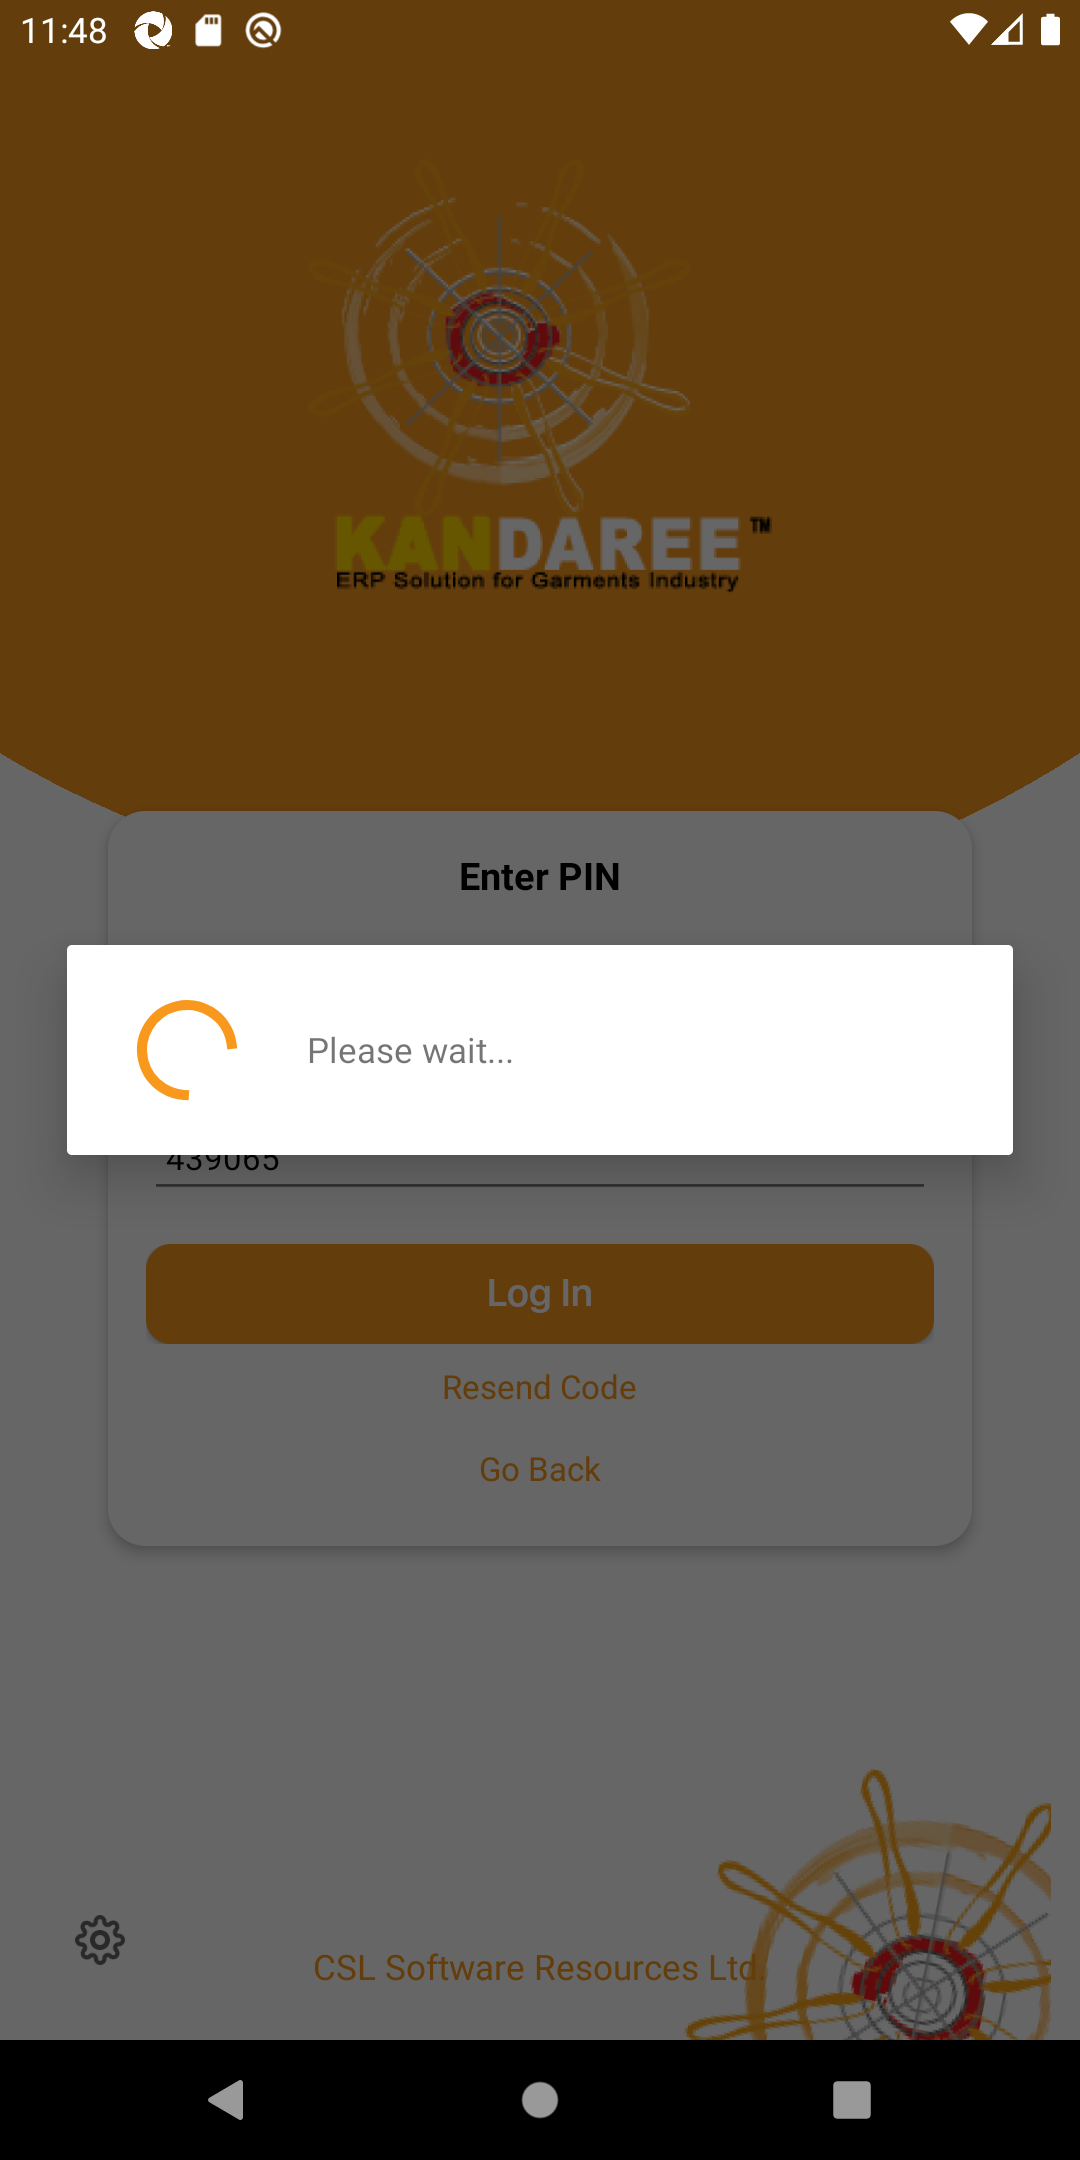 11:48
KANDAREE™
ERP Solution for Garments Industry
Enter PIN
Please wait...
439065
Log In
Resend Code
Go Back
CSL Software Resources Ltd.